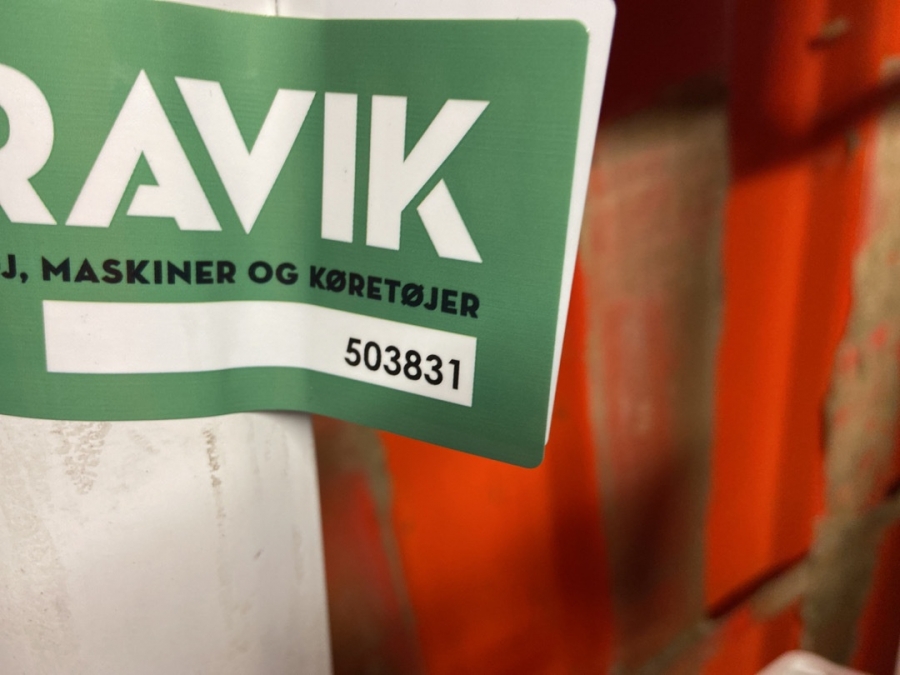 RAVIK
J, MASKINER OG KØRETØJER
503831